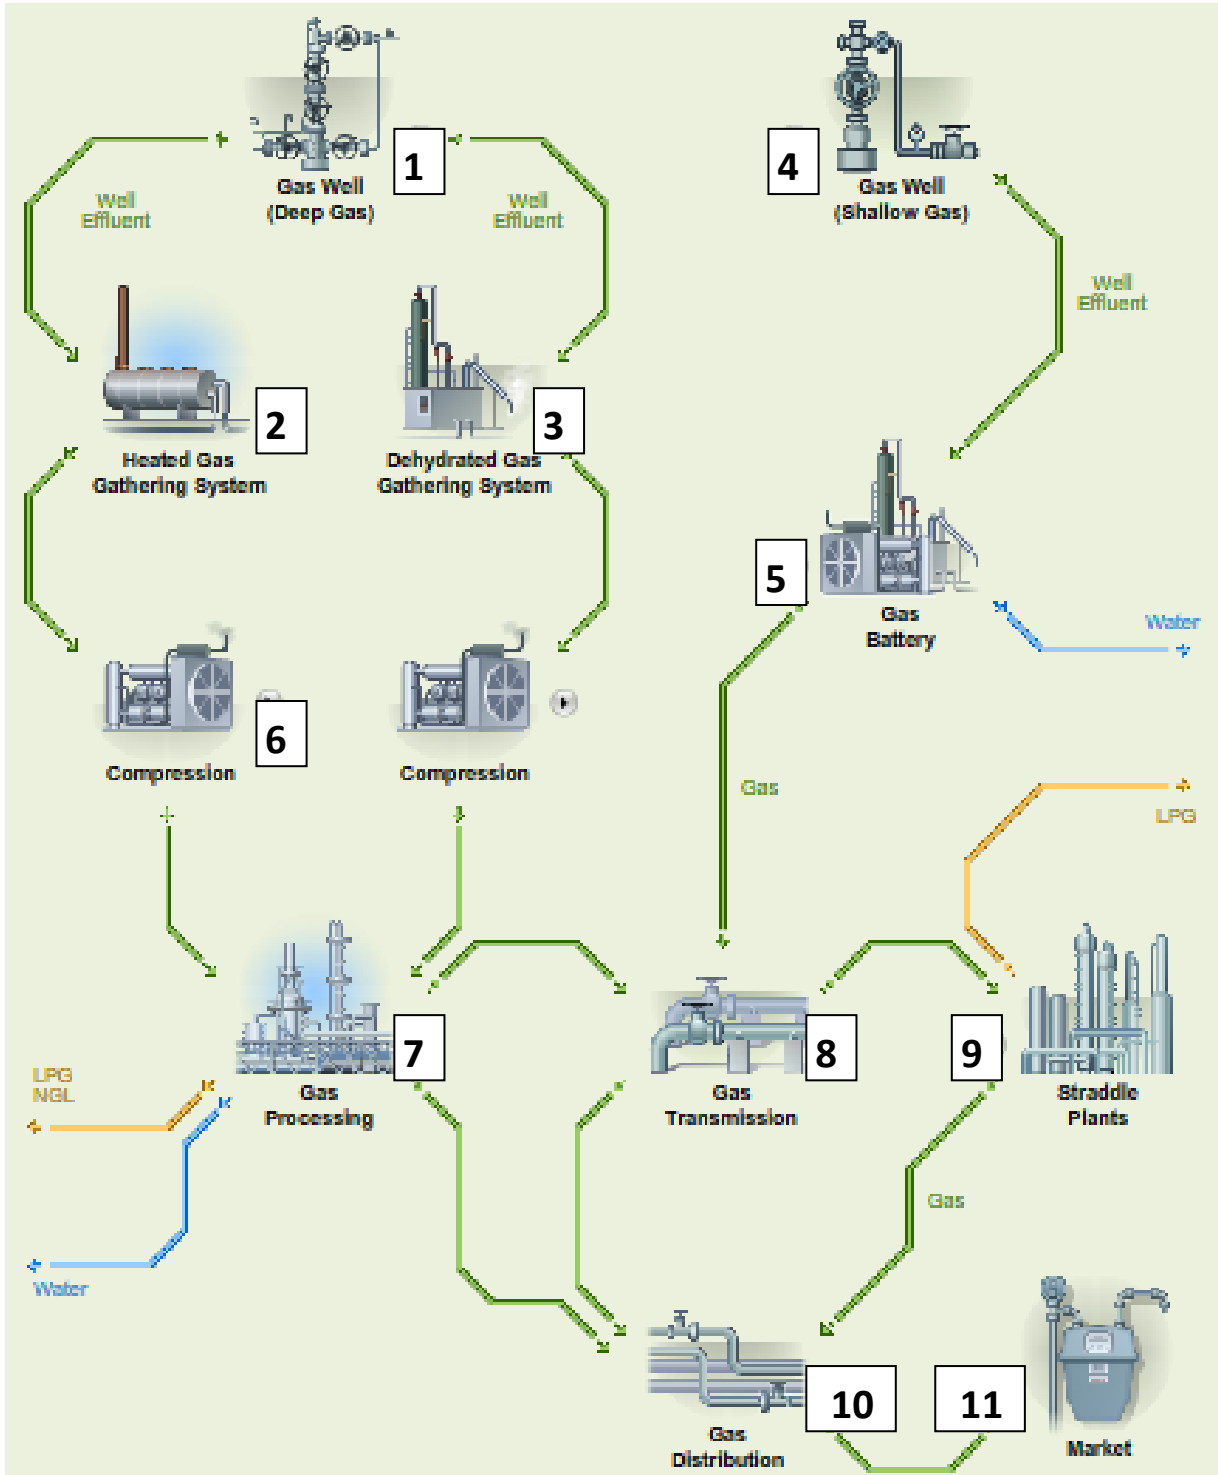 1
Gas Well
(Deep Gas)
4
Gas Well
(Shallow Gas)
Well
Effluent
Well
Effluent
Well
Effluent
2
Heated Gas
Gathering System
3
Dehydrated Gas
Gathering System
5
Gas
Battery
Water
6
Compression
Compression
Gas
LPG
7
Gas
Processing
8
Gas
Transmission
9
Straddle
Plants
LPG
NGL
Water
Gas
10
Gas
Distribution
11
Market